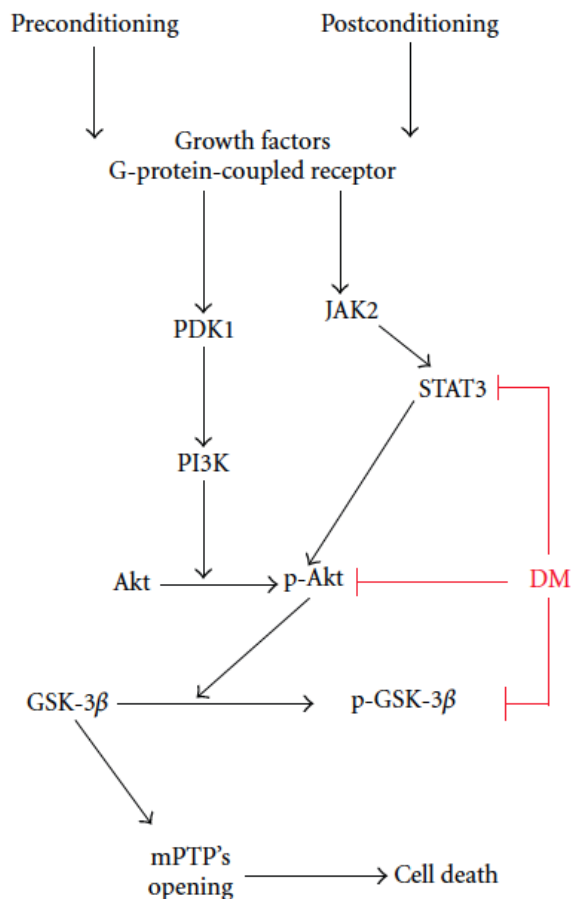 Preconditioning
Postconditioning
Growth factors
G-protein-coupled receptor
PDK1
JAK2
STAT3
PI3K
Akt
p-Akt
DM
GSK-3β
p-GSK-3β
mPTP's
opening
Cell death